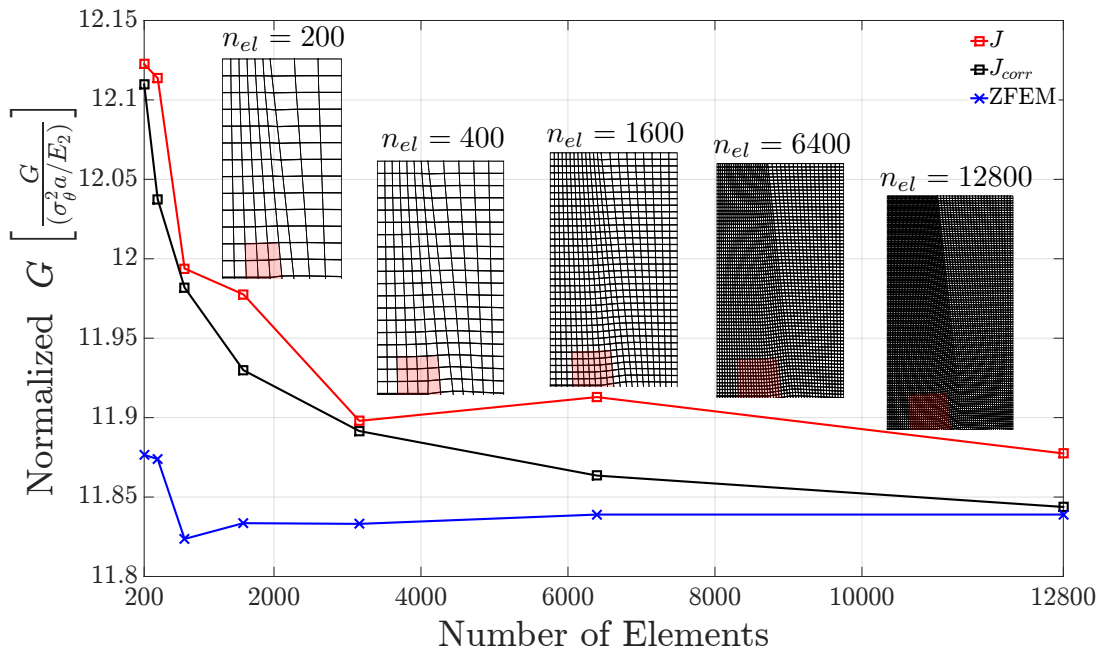 12.15
12.1
12.05
12
11.95
11.9
11.85
11.8
Normalized G [G / (σ_θ^2 a/E_2)]
n_el = 200
n_el = 400
n_el = 1600
n_el = 6400
n_el = 12800
J
J_corr
ZFEM
200 2000 4000 6000 8000 10000 12800
Number of Elements